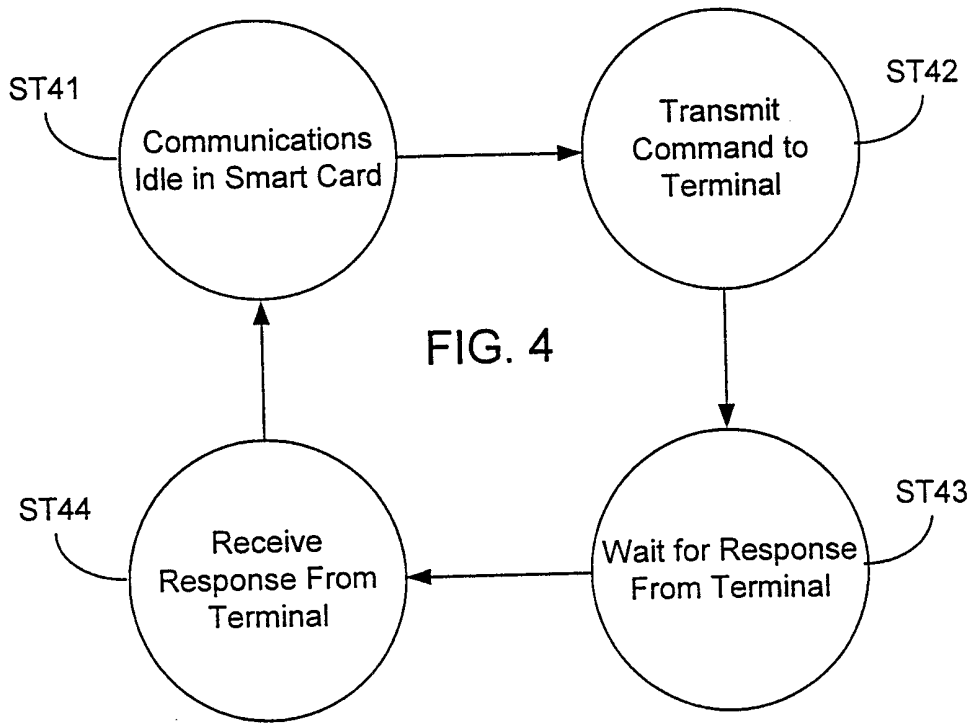 ST41
Communications
Idle in Smart Card
ST42
Transmit
Command to
Terminal
FIG. 4
ST44
Receive
Response From
Terminal
ST43
Wait for Response
From Terminal